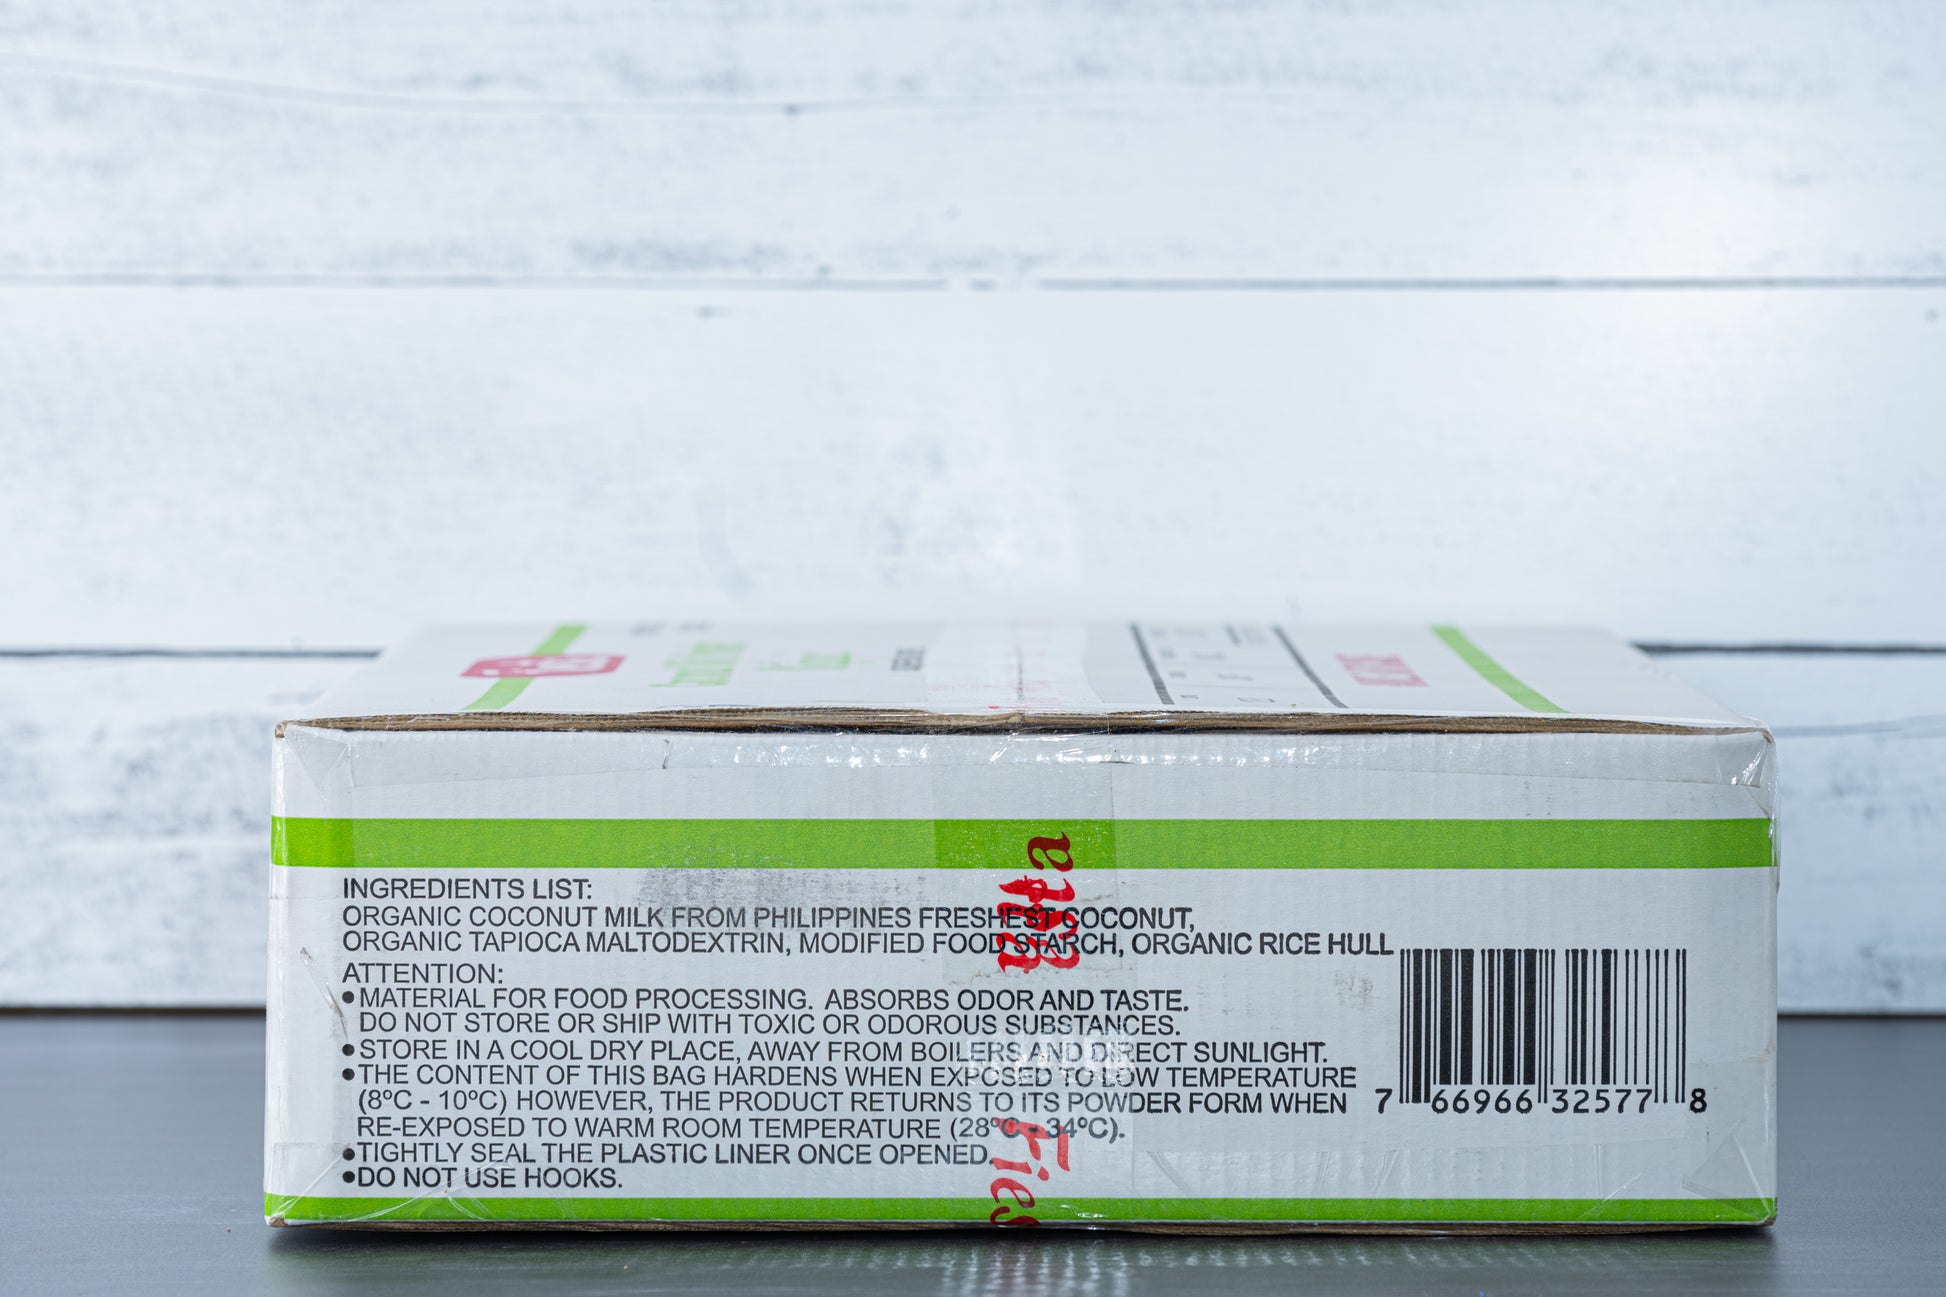 INGREDIENTS LIST:
ORGANIC COCONUT MILK FROM PHILIPPINES FRESHEST COCONUT,
ORGANIC TAPIOCA MALTODEXTRIN, MODIFIED FOOD STARCH, ORGANIC RICE HULL
ATTENTION:
•MATERIAL FOR FOOD PROCESSING. ABSORBS ODOR AND TASTE.
DO NOT STORE OR SHIP WITH TOXIC OR ODOROUS SUBSTANCES.
•STORE IN A COOL DRY PLACE, AWAY FROM BOILERS AND DIRECT SUNLIGHT.
•THE CONTENT OF THIS BAG HARDENS WHEN EXPOSED TO LOW TEMPERATURE
(8ºC - 10ºC) HOWEVER, THE PRODUCT RETURNS TO ITS POWDER FORM WHEN
RE-EXPOSED TO WARM ROOM TEMPERATURE (28ºC - 34ºC).
•TIGHTLY SEAL THE PLASTIC LINER ONCE OPENED.
•DO NOT USE HOOKS.
7 66966 32577 8